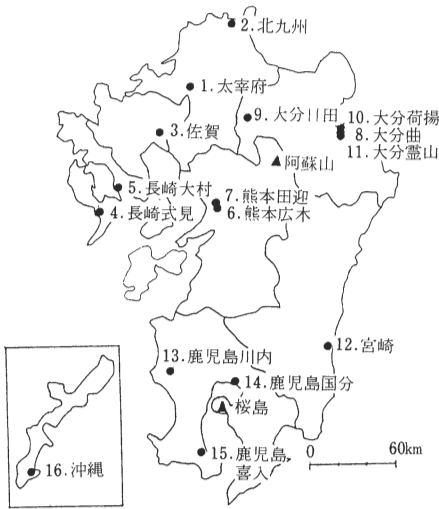 2.北九州
1.太宰府
9.大分日田
10.大分荷揚
8.大分曲
11.大分霊山
3.佐賀
阿蘇山
5.長崎大村
4.長崎式見
7.熊本田迎
6.熊本広木
12.宮崎
13.鹿児島川内
14.鹿児島国分
桜島
15.鹿児島
喜入
16.沖縄
0
60km